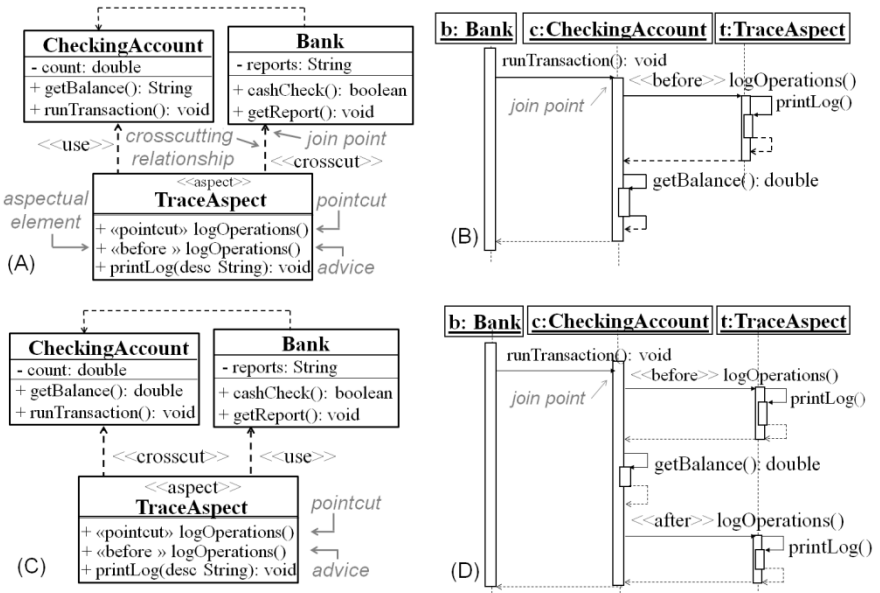 CheckingAccount
- count: double
+ getBalance(): String
+ runTransaction(): void
Bank
- reports: String
+ cashCheck(): boolean
+ getReport(): void
<<use>>
crosscutting
relationship
join point
<<crosscut>>
aspectual
element
<<aspect>>
TraceAspect
+ «pointcut» logOperations()
+ «before » logOperations()
+ printLog(desc String): void
pointcut
advice
(A)
b: Bank
c:CheckingAccount
t:TraceAspect
runTransaction(): void
<<before>> logOperations()
join point
printLog()
getBalance(): double
(B)
CheckingAccount
- count: double
+ getBalance(): double
+ runTransaction(): void
Bank
- reports: String
+ cashCheck(): boolean
+ getReport(): void
<<crosscut>>
<<use>>
<<aspect>>
TraceAspect
+ «pointcut» logOperations()
+ «before » logOperations()
+ printLog(desc String): void
pointcut
advice
(C)
b: Bank
c:CheckingAccount
t:TraceAspect
runTransaction(): void
<<before>> logOperations()
join point
printLog()
getBalance(): double
<<after>> logOperations()
printLog()
(D)